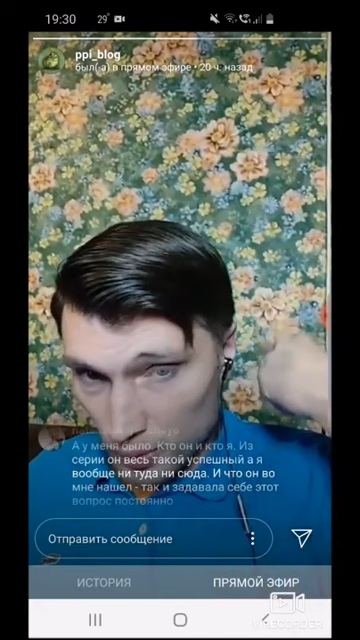 19:30
29°
ppi_blog
был(-а) в прямом эфире • 20 ч. назад
А у меня было. Кто он и кто я. Из
серии он весь такой успешный а я
вообще ни туда ни сюда. И что он во
мне нашел - так и задавала себе этот
вопрос постоянно
Отправить сообщение
ИСТОРИЯ
ПРЯМОЙ ЭФИР
RECORDER